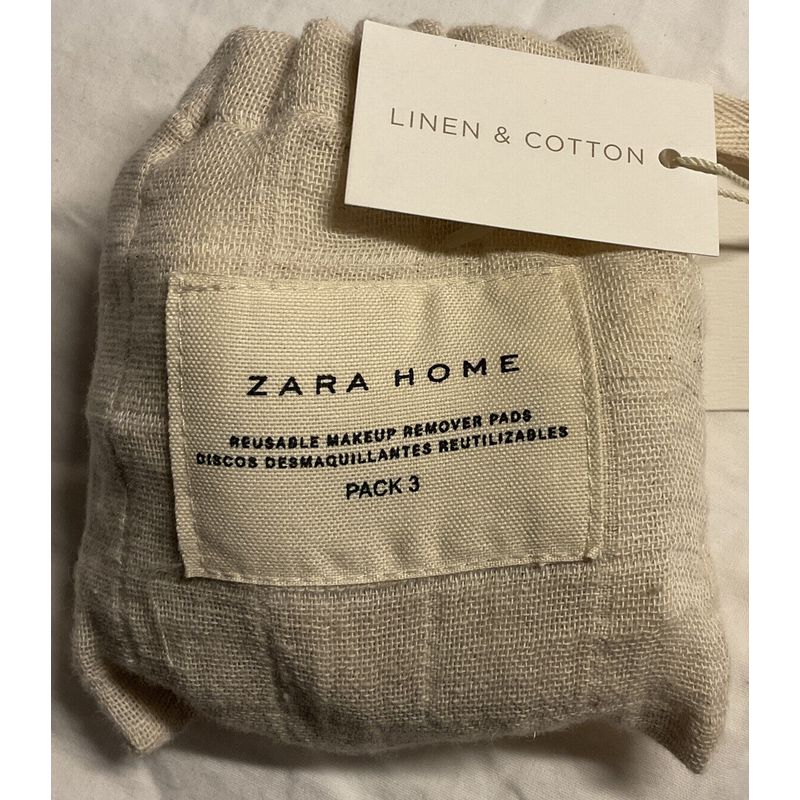 LINEN & COTTON
ZARA HOME
REUSABLE MAKEUP REMOVER PADS
DISCOS DESMAQUILLANTES REUTILIZABLES
PACK 3